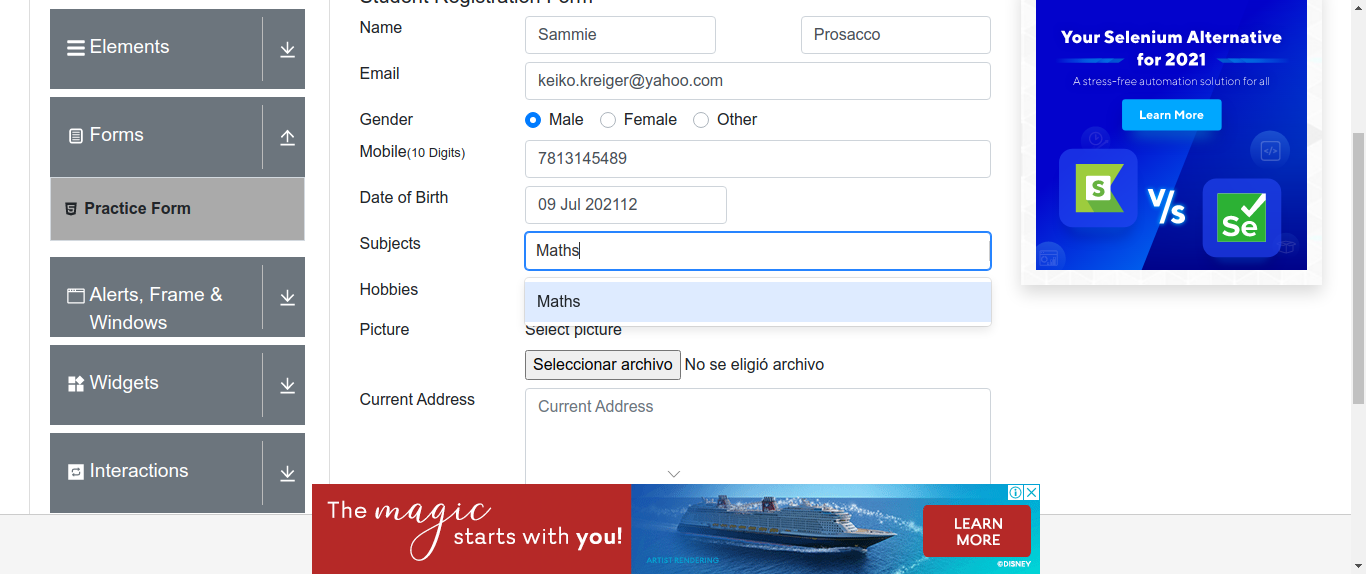 Student Registration Form
Elements
Forms
Practice Form
Alerts, Frame &
Windows
Widgets
Interactions
Name
Sammie
Prosacco
Email
keiko.kreiger@yahoo.com
Gender
Male
Female
Other
Mobile(10 Digits)
7813145489
Date of Birth
09 Jul 202112
Subjects
Maths
Maths
Hobbies
Picture
Select picture
Seleccionar archivo No se eligió archivo
Current Address
Current Address
Your Selenium Alternative
for 2021
A stress-free automation solution for all
Learn More
S
V/s
Se
The magic
starts with you!
ARTIST RENDERING
LEARN
MORE
©DISNEY